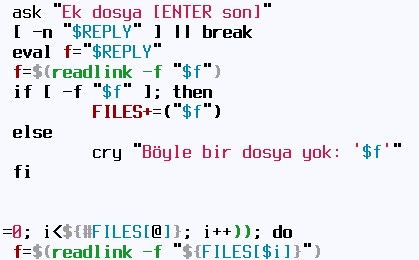 ask "Ek dosya [ENTER son]"
[ -n "$REPLY" ] || break
eval f="$REPLY"
f=$(readlink -f "$f")
if [ -f "$f" ]; then
FILES+=("$f")
else
cry "Böyle bir dosya yok: '$f'"
fi
=0; i<${#FILES[@]}; i++)); do
f=$(readlink -f "${FILES[$i]}")